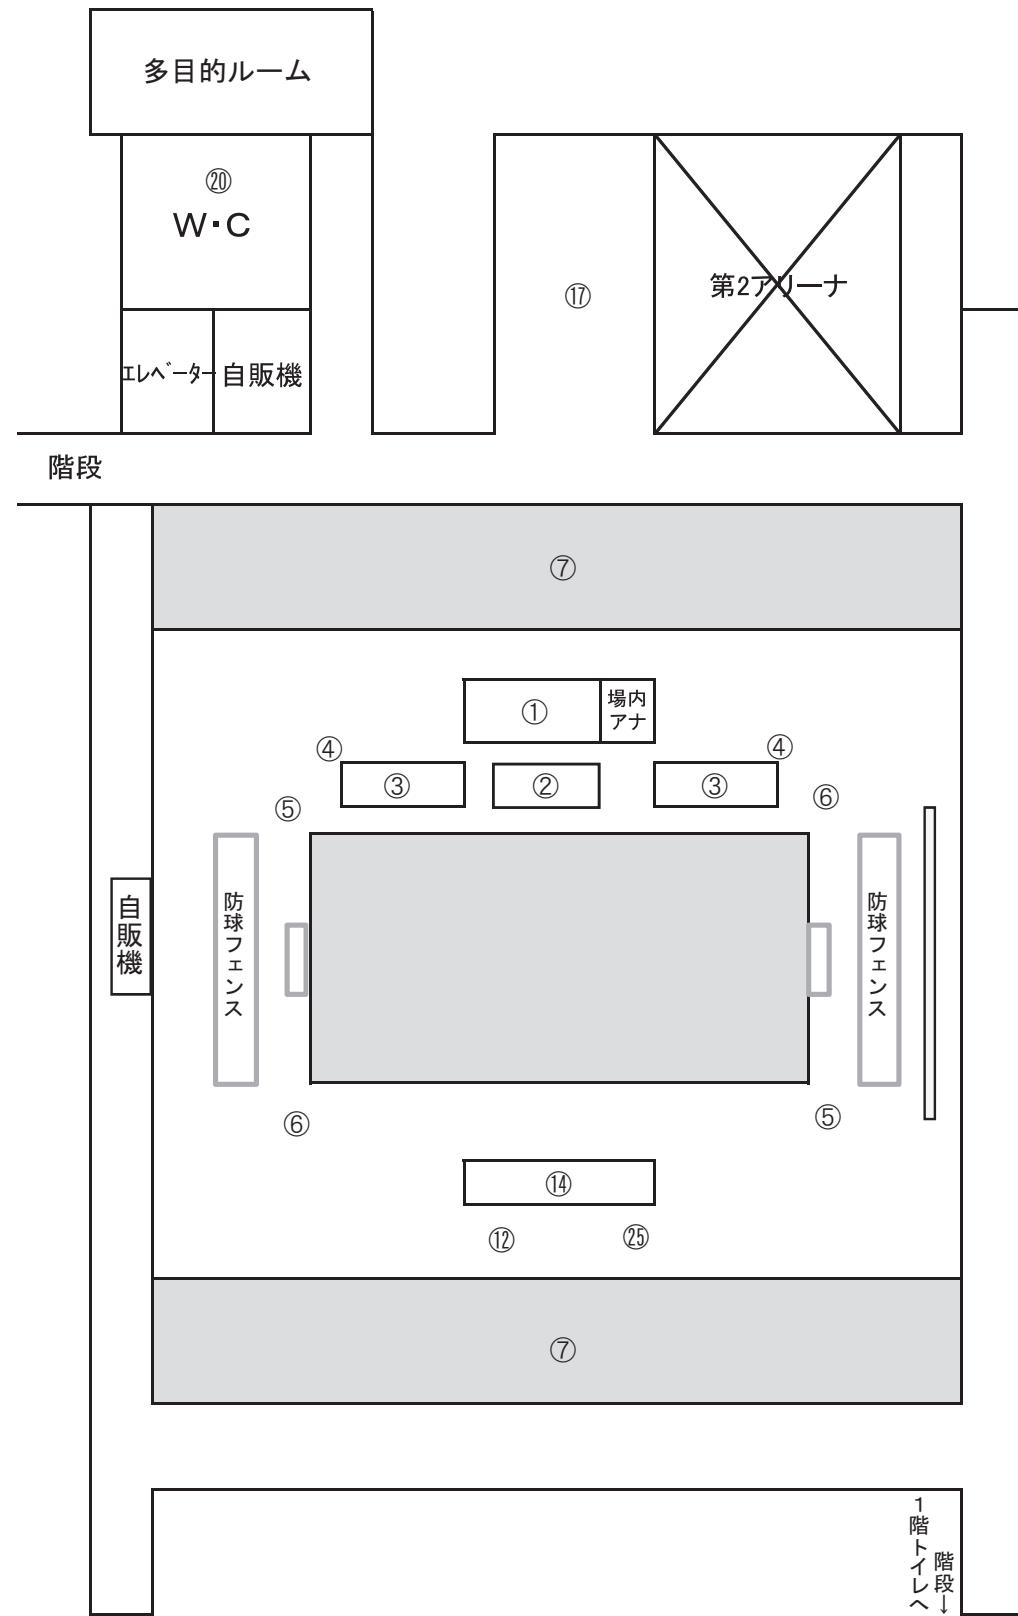 多目的ルーム
⑳
W・C
⑰
第2アリーナ
エレベーター
自販機
階段
⑦
①
場内
アナ
④
④
③
②
③
⑤
⑥
自販機
防球フェンス
防球フェンス
⑥
⑤
⑭
⑫
㉕
⑦
1階トイレへ
階段↓